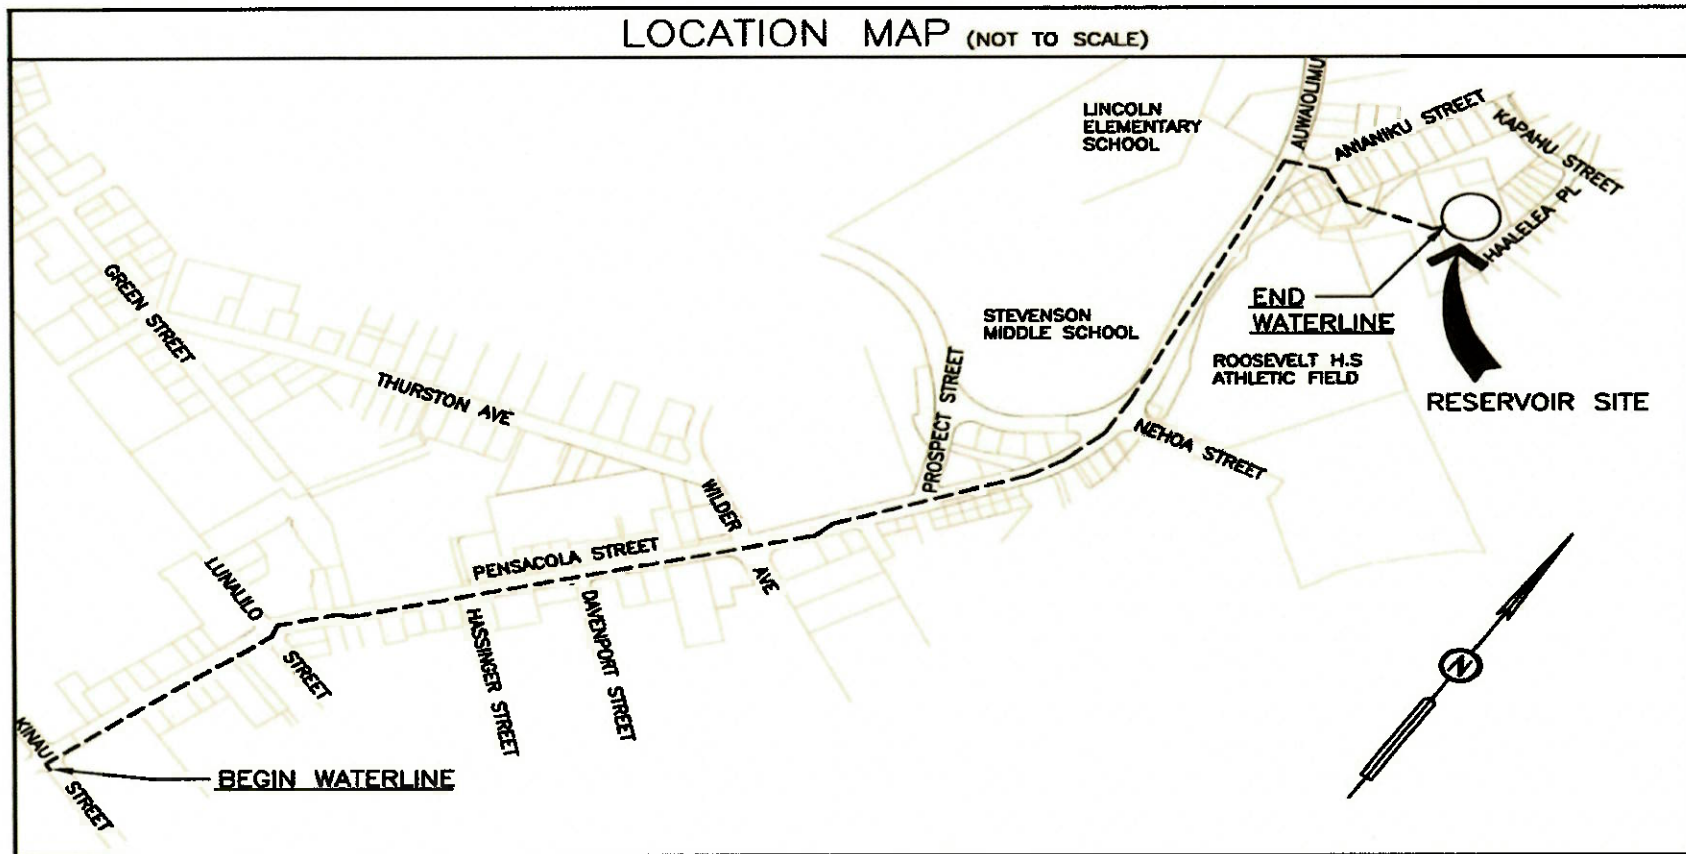 LOCATION MAP (NOT TO SCALE)
LINCOLN
ELEMENTARY
SCHOOL
AUWAIOLIMU
ANIANIKU STREET
KAPAHU STREET
HAALELEA PL
GREEN STREET
THURSTON AVE
STEVENSON
MIDDLE SCHOOL
END
WATERLINE
ROOSEVELT H.S
ATHLETIC FIELD
RESERVOIR SITE
PROSPECT STREET
NEHOA STREET
WILDER
AVE
PENSACOLA STREET
LUNALILO
STREET
HASSINGER STREET
DAVENPORT STREET
KINAU
STREET
BEGIN WATERLINE
N